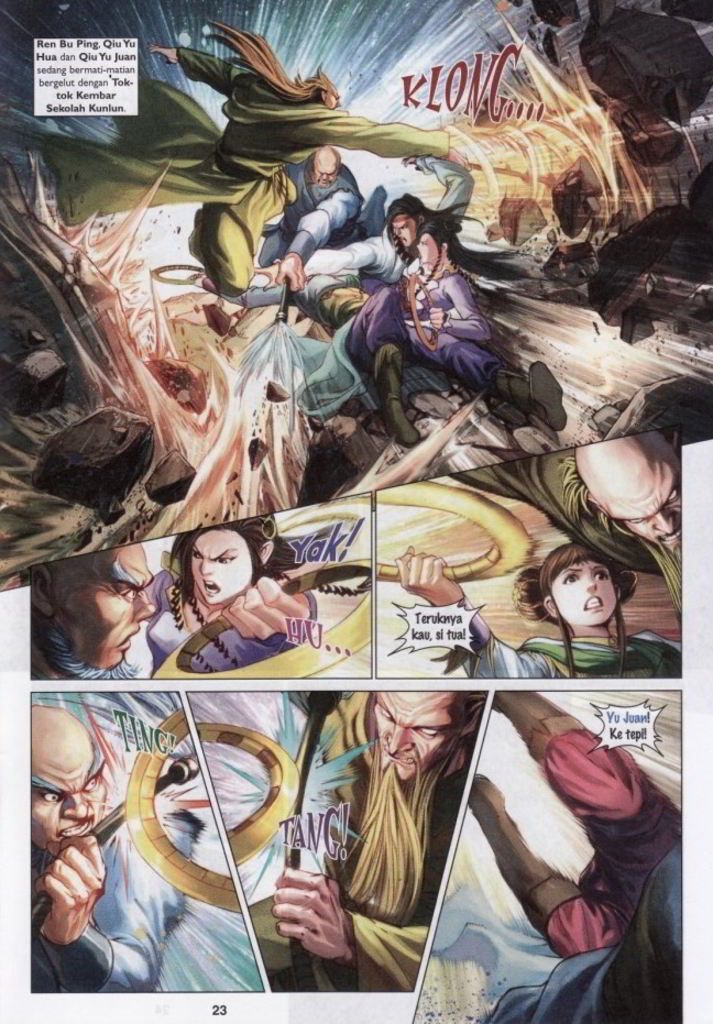 Ren Bu Ping, Qiu Yu
Hua dan Qiu Yu Juan
sedang bermati-matian
bergelut dengan Tok-
tok Kembar
Sekolah Kunlun.
KLONG....
Yak!
HU...
Teruknya
kau, si tua!
TING!
TANG!
Yu Juan!
Ke tepi!
23